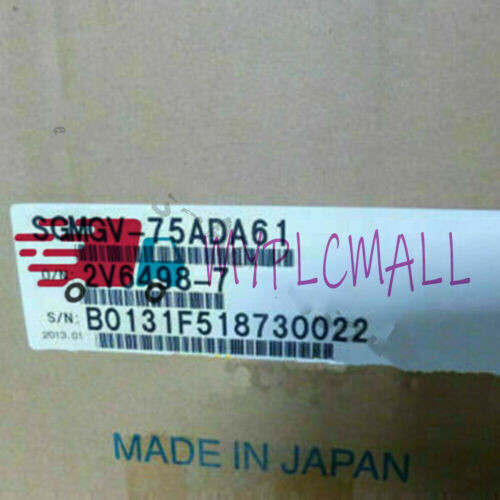 SGMGV-75ADA61
O/N: 2V6498-7
MYPLCMALL
S/N: B0131F518730022
2013.01
MADE IN JAPAN